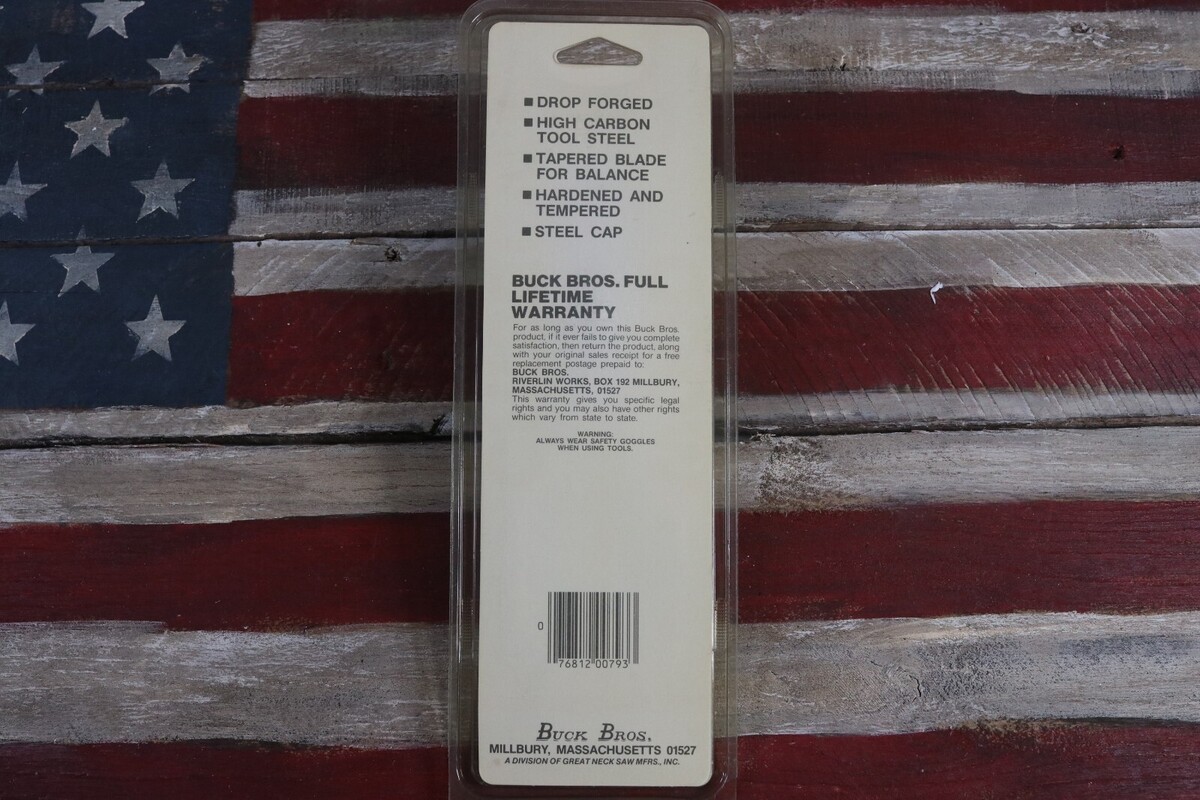 ■ DROP FORGED
■ HIGH CARBON
TOOL STEEL
■ TAPERED BLADE
FOR BALANCE
■ HARDENED AND
TEMPERED
■ STEEL CAP
BUCK BROS. FULL
LIFETIME
WARRANTY
For as long as you own this Buck Bros.
product, if it ever fails to give you complete
satisfaction, then return the product, along
with your original sales receipt for a free
replacement postage prepaid to:
BUCK BROS.
RIVERLIN WORKS, BOX 192 MILLBURY,
MASSACHUSETTS, 01527
This warranty gives you specific legal
rights and you may also have other rights
which vary from state to state.
WARNING:
ALWAYS WEAR SAFETY GOGGLES
WHEN USING TOOLS.
0
76812 00793
BUCK BROS.
MILLBURY, MASSACHUSETTS 01527
A DIVISION OF GREAT NECK SAW MFRS., INC.